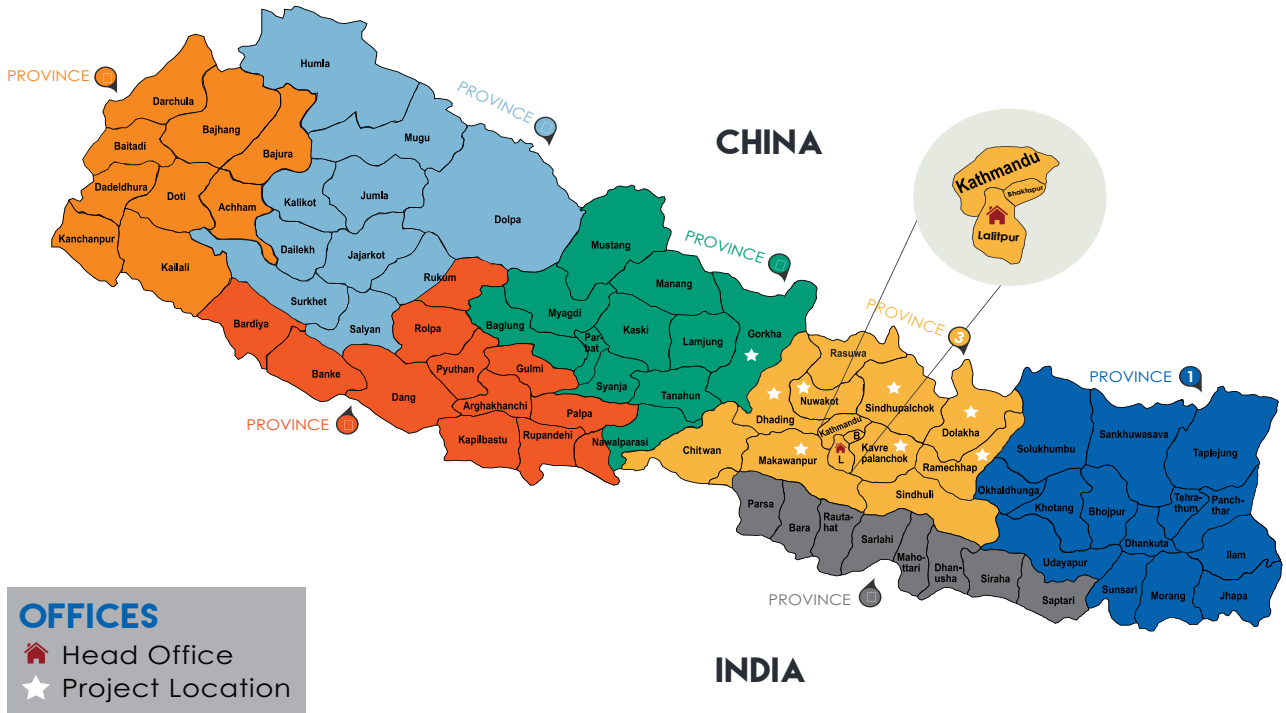 PROVINCE
Humla
Darchula
PROVINCE
Bajhang
Mugu
CHINA
Baitadi
Bajura
Kathmandu
Bhaktapur
Dadeldhura
Doti
Achham
Kalikot
Jumla
Dolpa
Lalitpur
Kanchanpur
Dailekh
Jajarkot
Mustang
PROVINCE
Kailali
Rukum
Manang
Surkhet
Myagdi
Bardiya
Salyan
Rolpa
Baglung
Kaski
Lamjung
Gorkha
PROVINCE 3
Par-
bat
Rasuwa
Banke
Pyuthan
Gulmi
Syanja
Tanahun
Nuwakot
Sindhupalchok
PROVINCE 1
Dang
Arghakhanchi
Palpa
Dhading
Kathmandu
B
Dolakha
PROVINCE
Kapilbastu
Rupandehi
Nawalparasi
Chitwan
Makawanpur
L
Kavre
palanchok
Ramechhap
Solukhumbu
Sankhuwasava
Taplejung
Sindhuli
Okhaldhunga
Khotang
Bhojpur
Tehra-
thum
Panch-
thar
Parsa
Bara
Rauta-
hat
Sarlahi
Maho-
ttari
Dhan-
usha
Siraha
Saptari
Udayapur
Dhankuta
Ilam
Sunsari
Morang
Jhapa
PROVINCE
OFFICES
Head Office
Project Location
INDIA